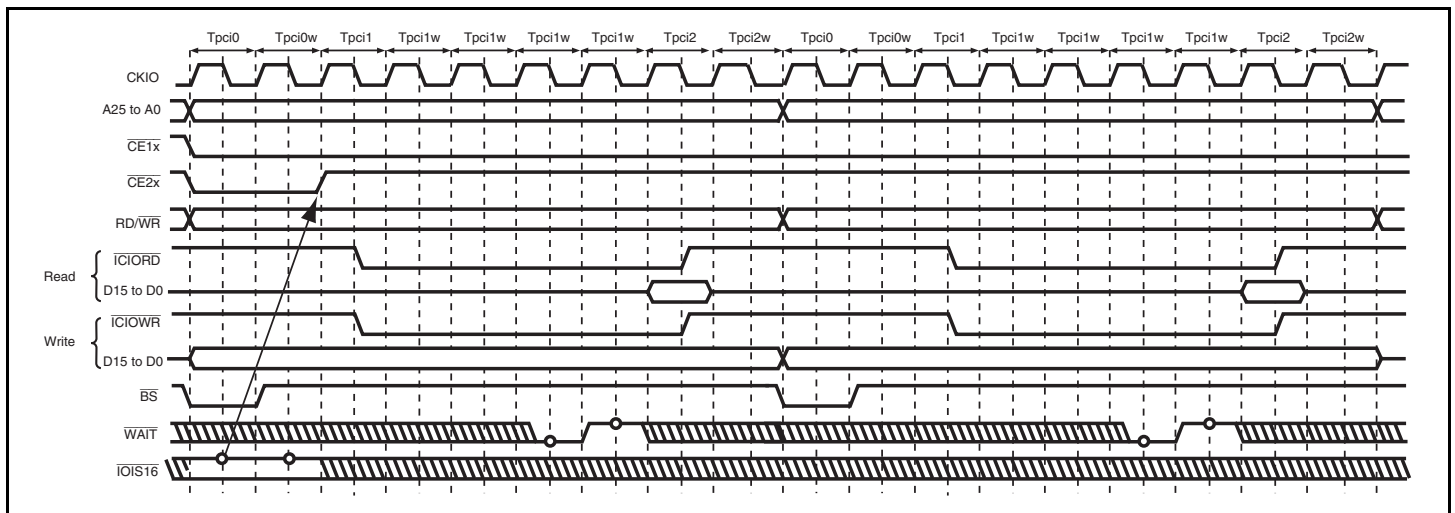 Tpci0 Tpci0w Tpci1 Tpci1w Tpci1w Tpci1w Tpci1w Tpci2 Tpci2w Tpci0 Tpci0w Tpci1 Tpci1w Tpci1w Tpci1w Tpci1w Tpci2 Tpci2w
CKIO
A25 to A0
CE1x
CE2x
RD/WR
Read
ICIORD
D15 to D0
Write
ICIOWR
D15 to D0
BS
WAIT
IOIS16